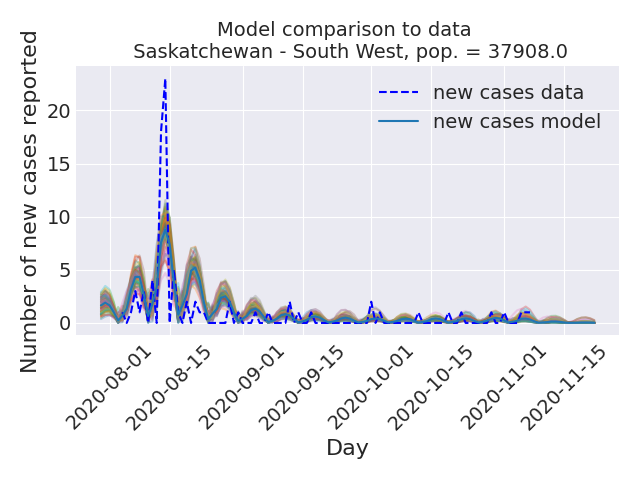 Model comparison to data
Saskatchewan - South West, pop. = 37908.0
Number of new cases reported
new cases data
new cases model
20
15
10
5
0
2020-08-01
2020-08-15
2020-09-01
2020-09-15
2020-10-01
2020-10-15
2020-11-01
2020-11-15
Day